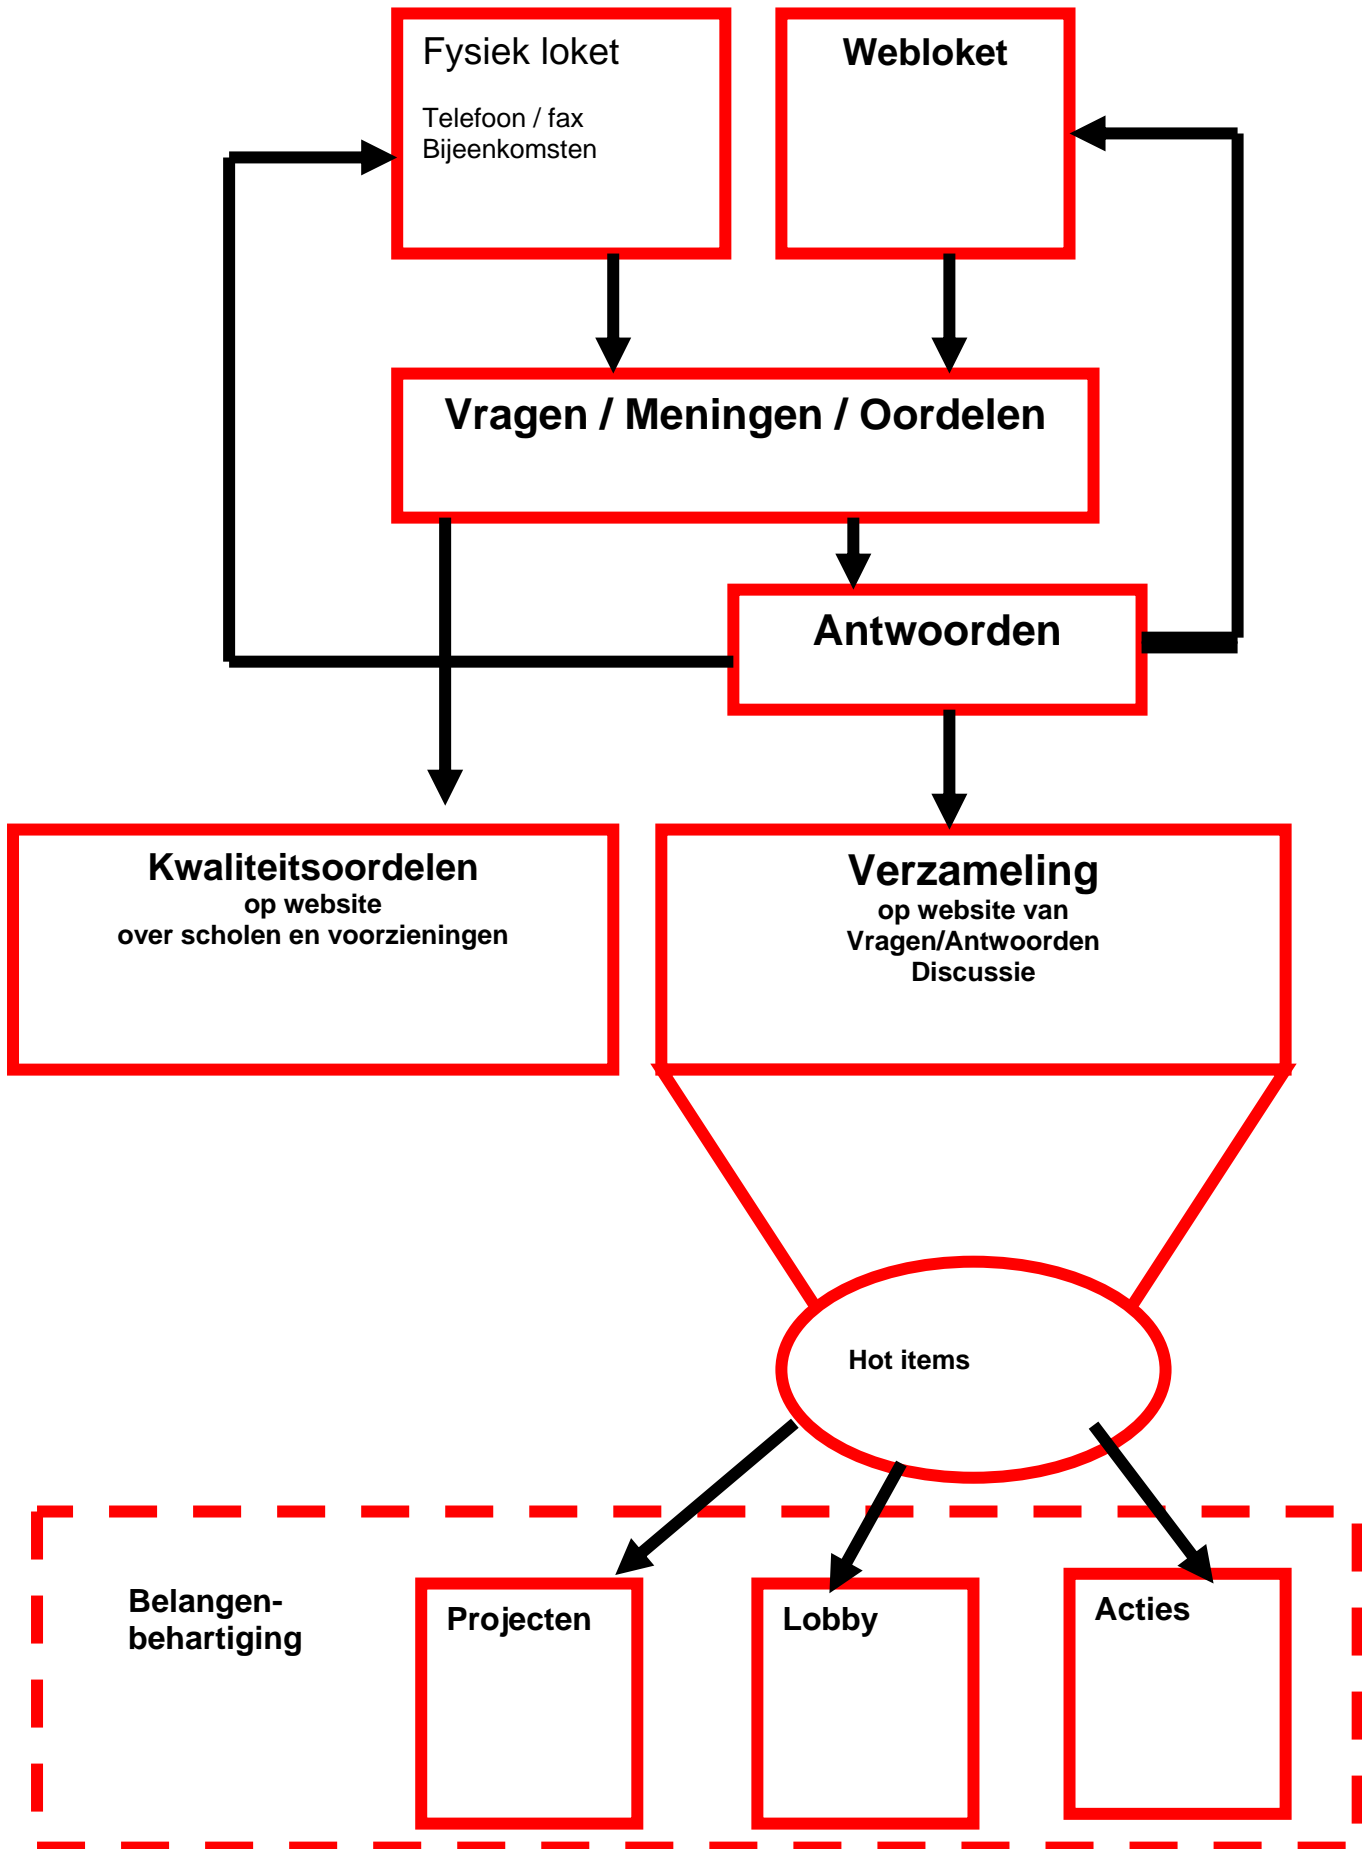 Fysiek loket
Telefoon / fax
Bijeenkomsten
Webloket
Vragen / Meningen / Oordelen
Antwoorden
Kwaliteitsoordelen
op website
over scholen en voorzieningen
Verzameling
op website van
Vragen/Antwoorden
Discussie
Hot items
Belangen-
behartiging
Projecten
Lobby
Acties